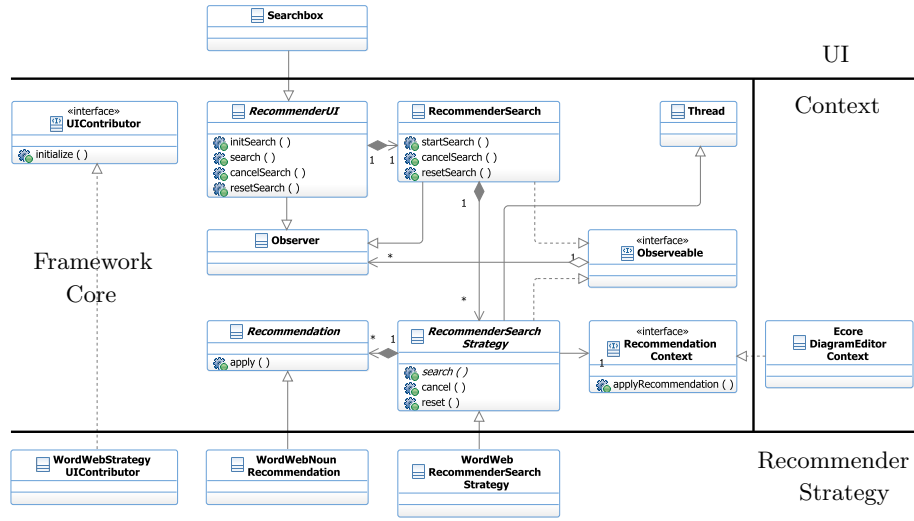 Searchbox
UI
«interface»
UIContributor
initialize ( )
RecommenderUI
initSearch ( )
search ( )
cancelSearch ( )
resetSearch ( )
1
1
RecommenderSearch
startSearch ( )
cancelSearch ( )
resetSearch ( )
Thread
Context
1
Observer
*
1
«interface»
Observeable
Framework
Core
*
Recommendation
apply ( )
*
1
RecommenderSearch
Strategy
search ( )
cancel ( )
reset ( )
«interface»
Recommendation
Context
1
applyRecommendation ( )
Ecore
DiagramEditor
Context
WordWebStrategy
UIContributor
WordWebNoun
Recommendation
WordWeb
RecommenderSearch
Strategy
Recommender
Strategy